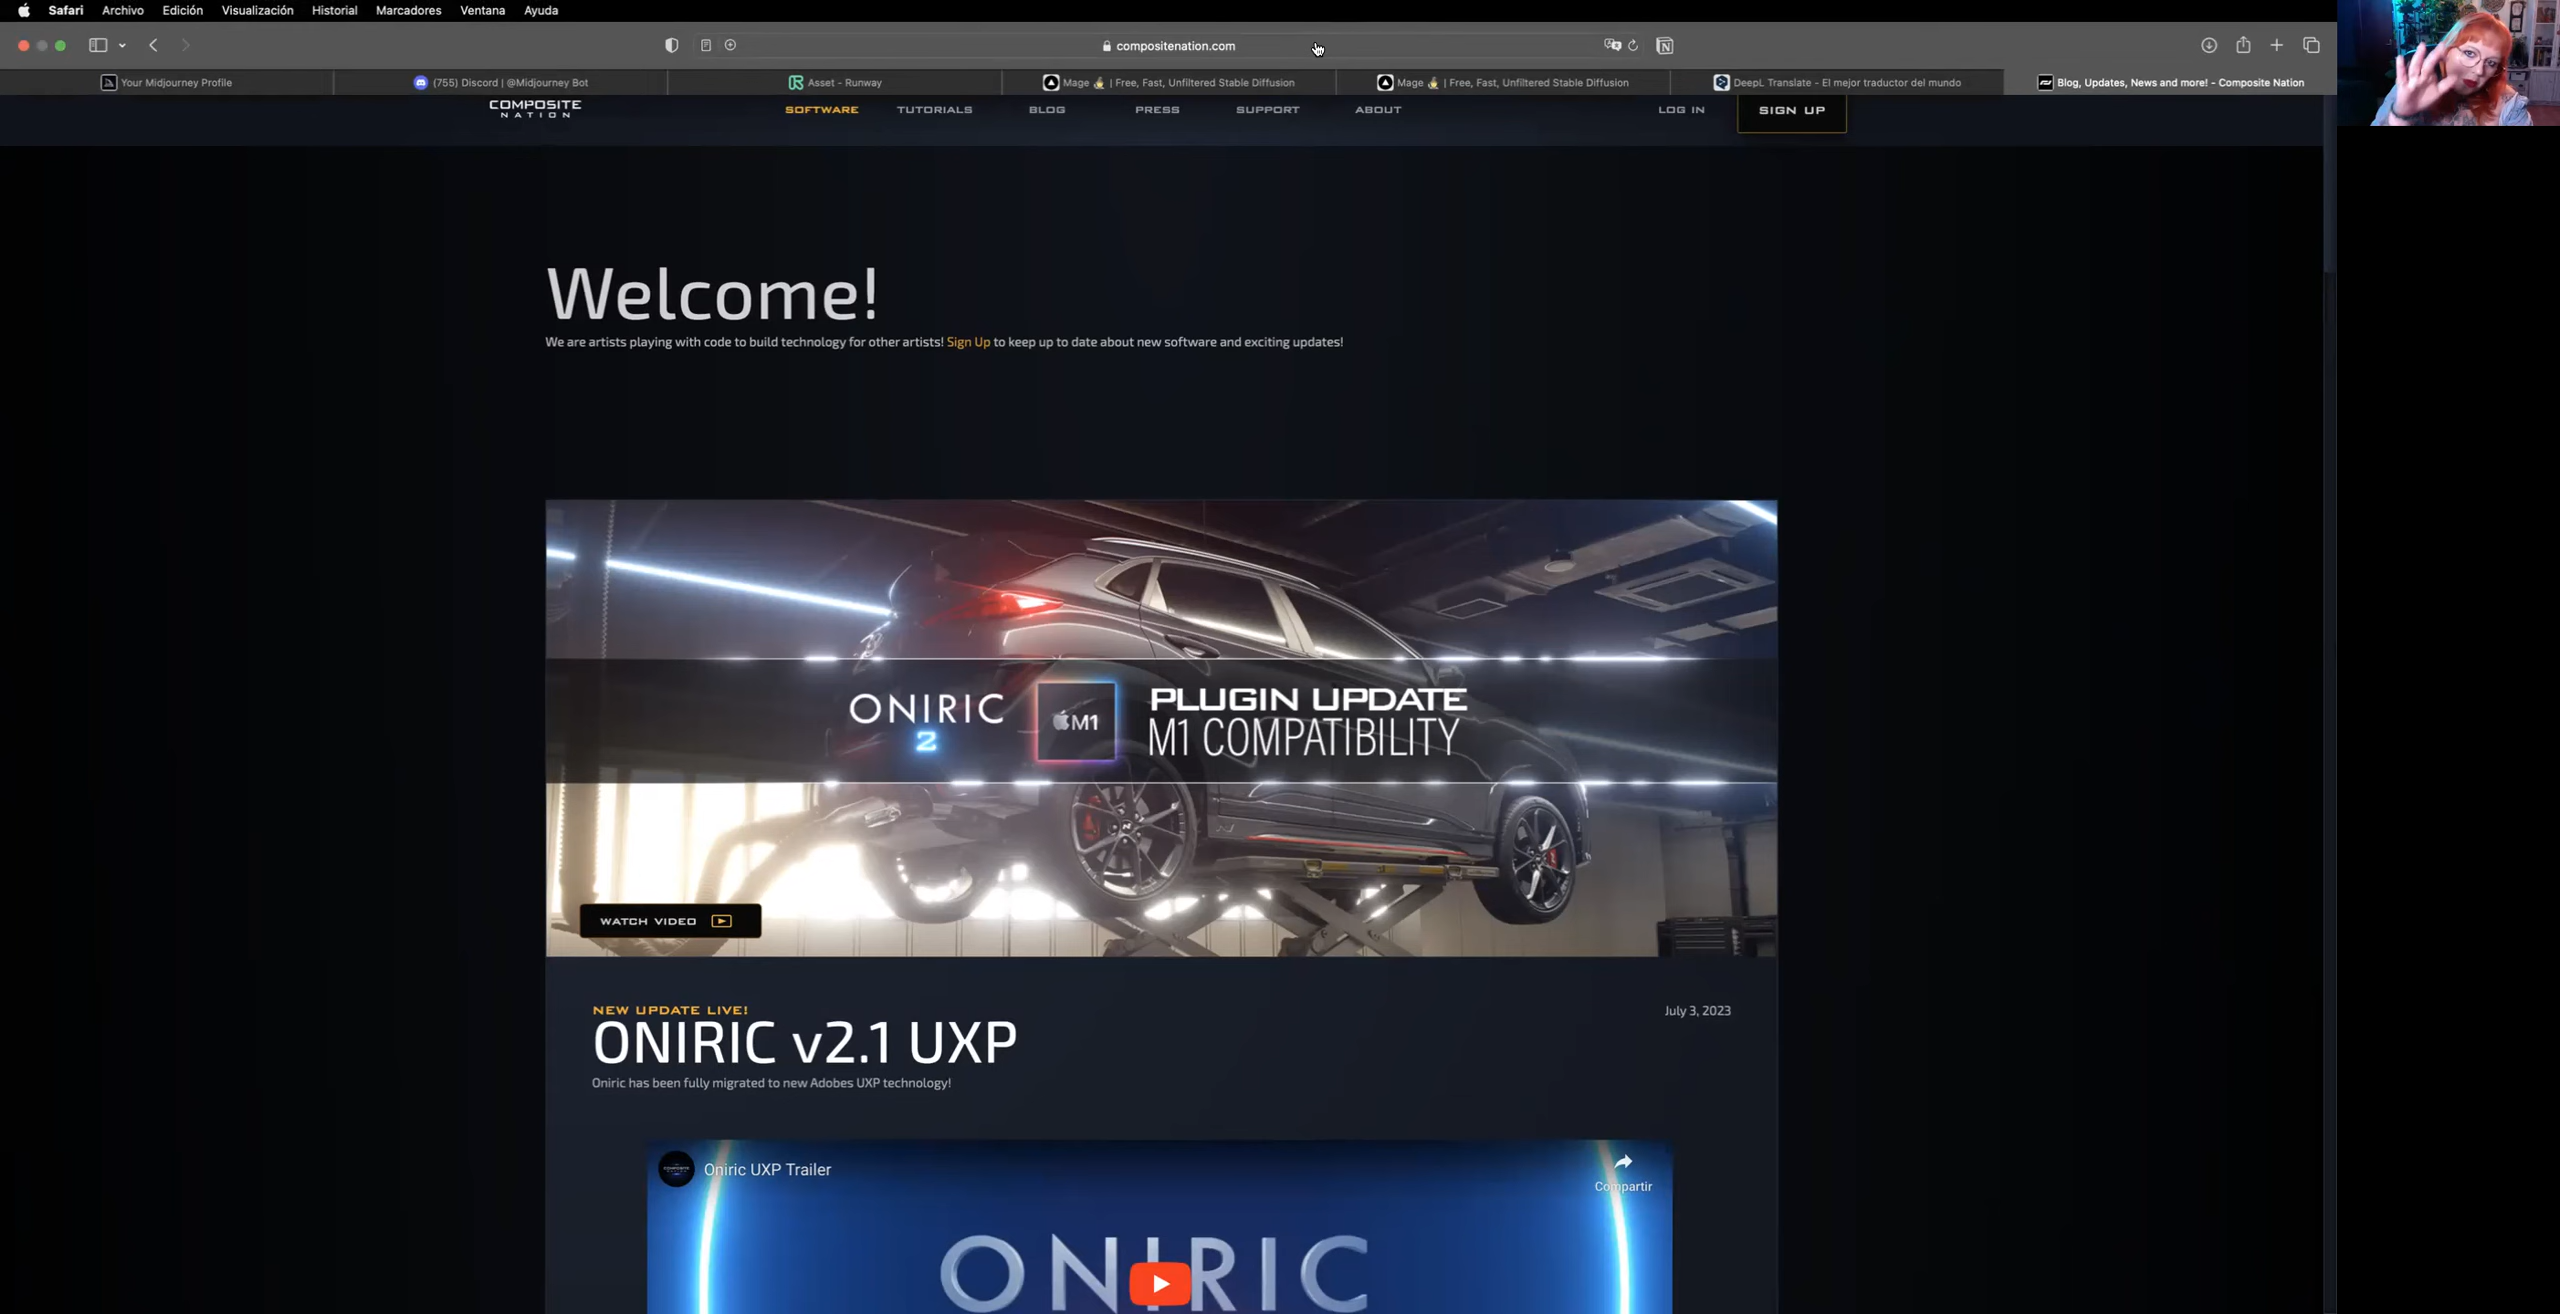 Safari Archivo Edición Visualización Historial Marcadores Ventana Ayuda
compositenation.com
Your Midjourney Profile
(755) Discord | @Midjourney Bot
Asset - Runway
Mage | Free, Fast, Unfiltered Stable Diffusion
Mage | Free, Fast, Unfiltered Stable Diffusion
DeepL Translate - El mejor traductor del mundo
Blog, Updates, News and more! - Composite Nation
COMPOSITE
NATION
SOFTWARE TUTORIALS BLOG PRESS SUPPORT ABOUT LOG IN SIGN UP
Welcome!
We are artists playing with code to build technology for other artists! Sign Up to keep up to date about new software and exciting updates!
ONIRIC
2
M1
PLUGIN UPDATE
M1 COMPATIBILITY
WATCH VIDEO
NEW UPDATE LIVE!
July 3, 2023
ONIRIC v2.1 UXP
Oniric has been fully migrated to new Adobes UXP technology!
Oniric UXP Trailer
Compartir
ONIRIC